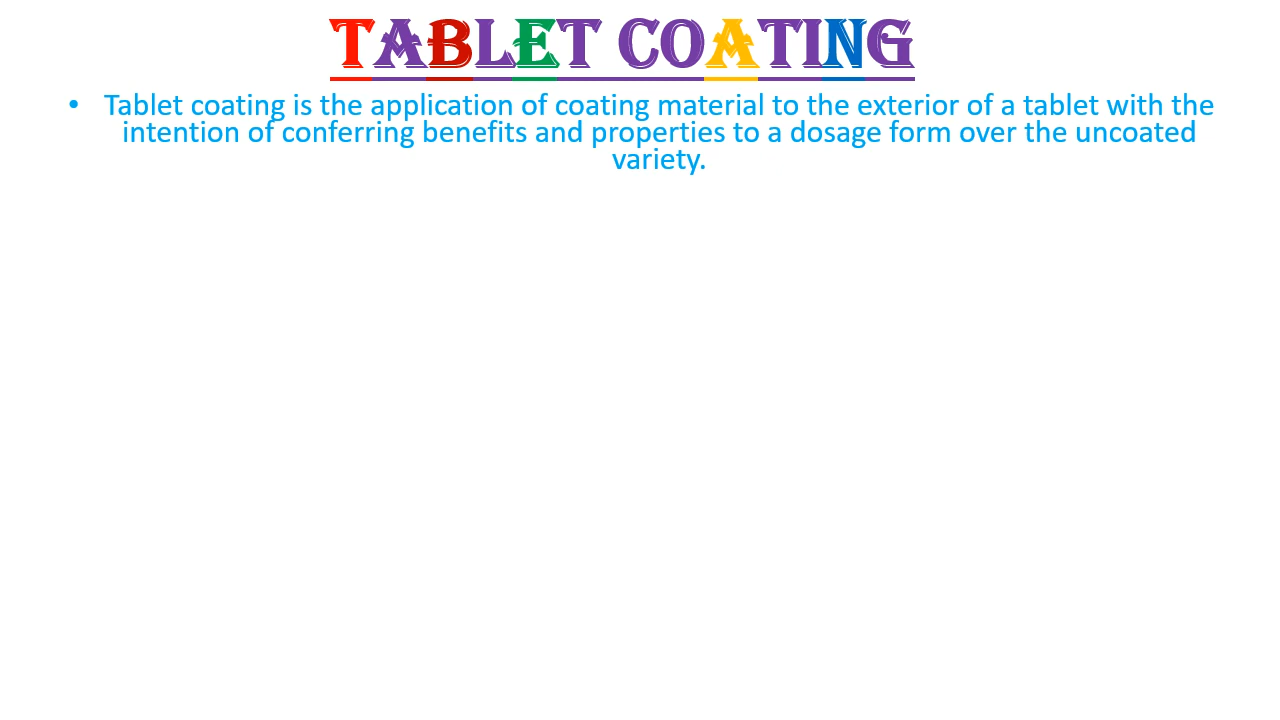 TABLET COATING
• Tablet coating is the application of coating material to the exterior of a tablet with the
intention of conferring benefits and properties to a dosage form over the uncoated
variety.